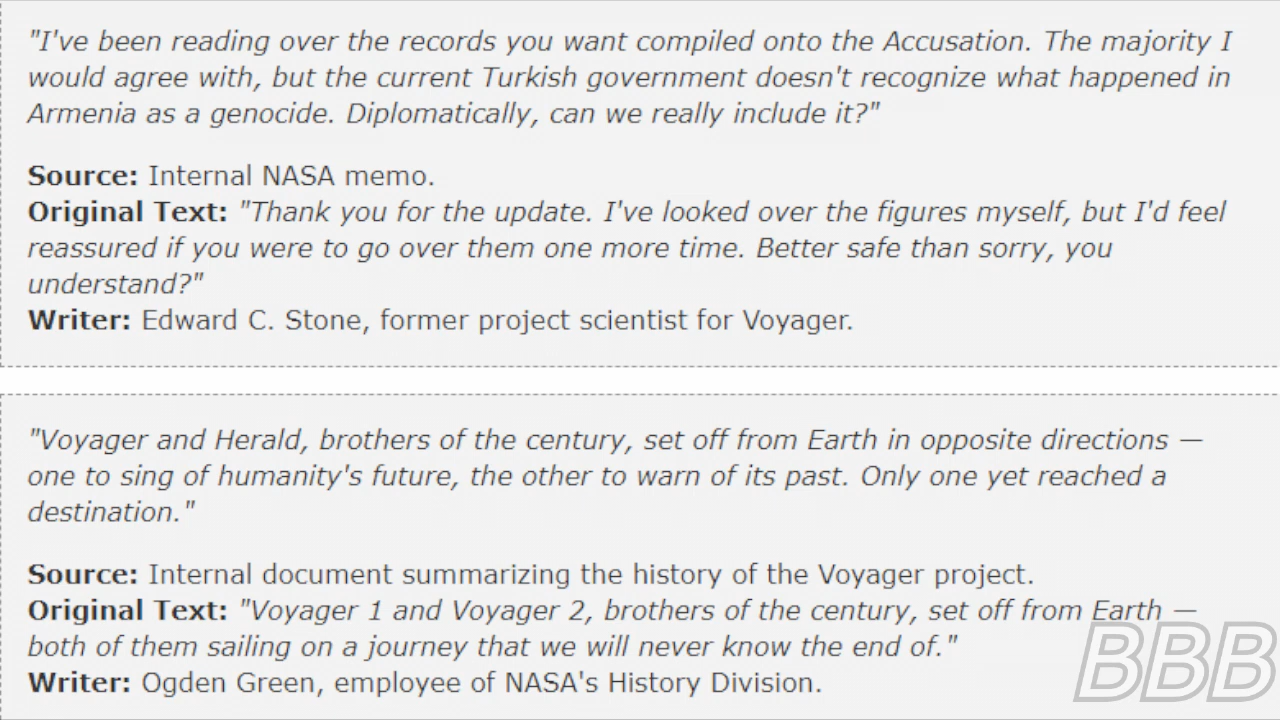 "I've been reading over the records you want compiled onto the Accusation. The majority I
would agree with, but the current Turkish government doesn't recognize what happened in
Armenia as a genocide. Diplomatically, can we really include it?"
Source: Internal NASA memo.
Original Text: "Thank you for the update. I've looked over the figures myself, but I'd feel
reassured if you were to go over them one more time. Better safe than sorry, you
understand?"
Writer: Edward C. Stone, former project scientist for Voyager.
"Voyager and Herald, brothers of the century, set off from Earth in opposite directions —
one to sing of humanity's future, the other to warn of its past. Only one yet reached a
destination."
Source: Internal document summarizing the history of the Voyager project.
Original Text: "Voyager 1 and Voyager 2, brothers of the century, set off from Earth —
both of them sailing on a journey that we will never know the end of."
Writer: Ogden Green, employee of NASA's History Division.
BBB